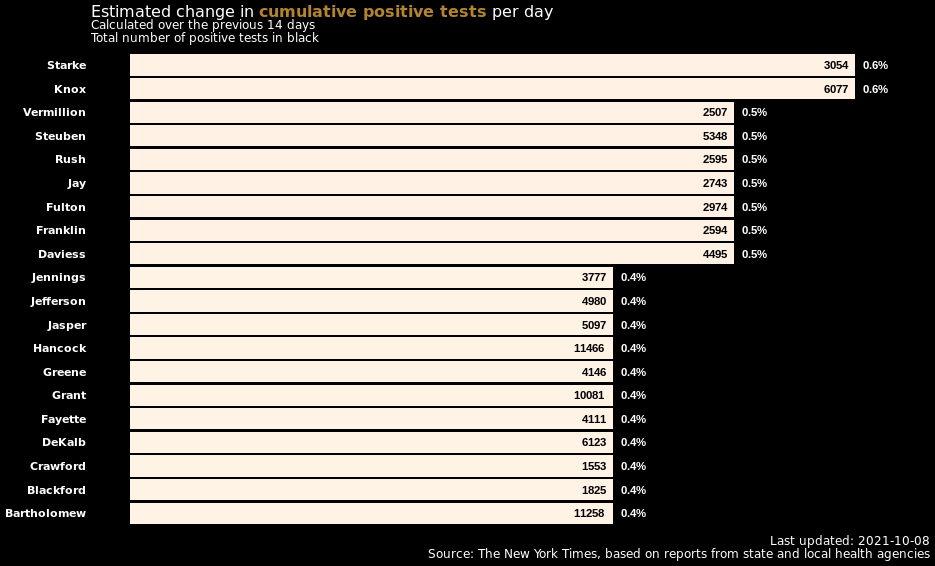 Estimated change in cumulative positive tests per day
Calculated over the previous 14 days
Total number of positive tests in black
Starke 3054 0.6%
Knox 6077 0.6%
Vermillion 2507 0.5%
Steuben 5348 0.5%
Rush 2595 0.5%
Jay 2743 0.5%
Fulton 2974 0.5%
Franklin 2594 0.5%
Daviess 4495 0.5%
Jennings 3777 0.4%
Jefferson 4980 0.4%
Jasper 5097 0.4%
Hancock 11466 0.4%
Greene 4146 0.4%
Grant 10081 0.4%
Fayette 4111 0.4%
DeKalb 6123 0.4%
Crawford 1553 0.4%
Blackford 1825 0.4%
Bartholomew 11258 0.4%
Last updated: 2021-10-08
Source: The New York Times, based on reports from state and local health agencies